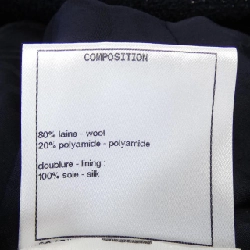 COMPOSITION
80% laine - wool
20% polyamide - polyamide
doublure - lining :
100% soie - silk